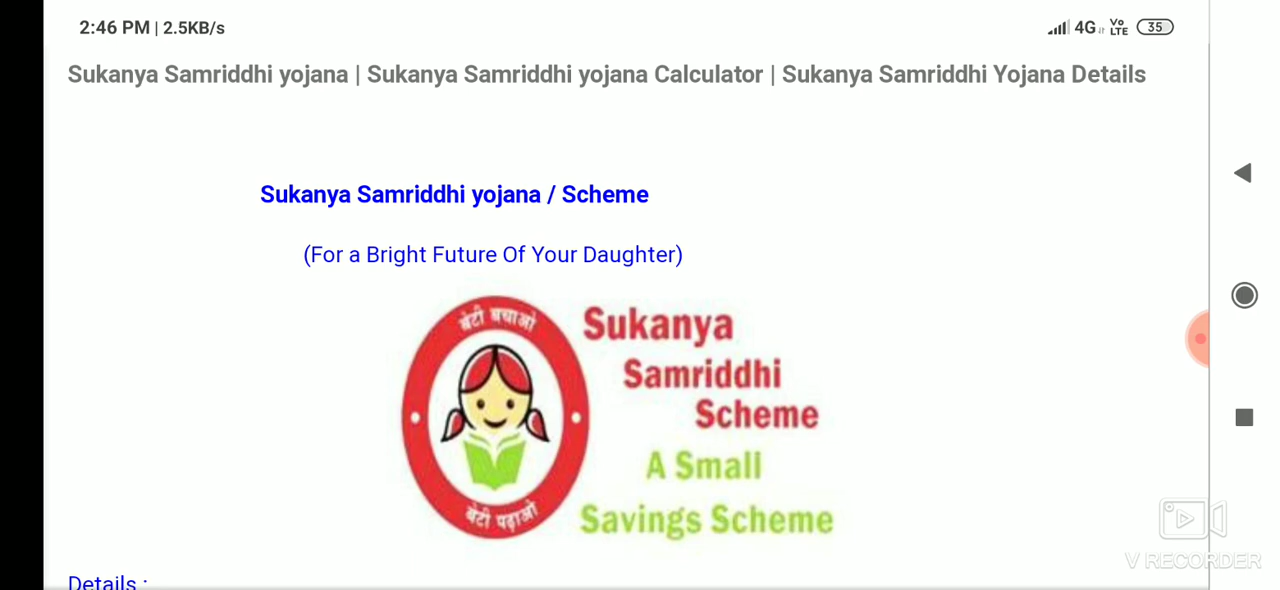 2:46 PM | 2.5KB/s
4G Vo LTE 35
Sukanya Samriddhi yojana | Sukanya Samriddhi yojana Calculator | Sukanya Samriddhi Yojana Details
Sukanya Samriddhi yojana / Scheme
(For a Bright Future Of Your Daughter)
बेटी बचाओ
Sukanya
Samriddhi
Scheme
A Small
Savings Scheme
बेटी पढ़ाओ
V RECORDER
Details :